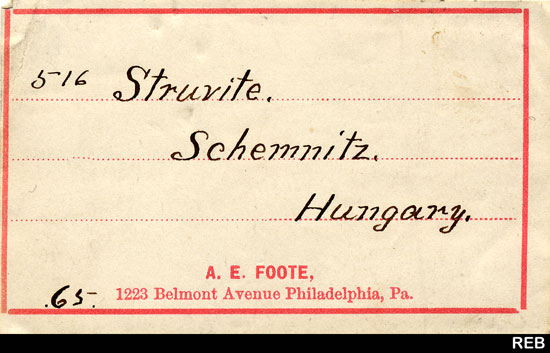 516 Struvite.
Schemnitz.
Hungary.
A. E. FOOTE,
.65. 1223 Belmont Avenue Philadelphia, Pa.
REB